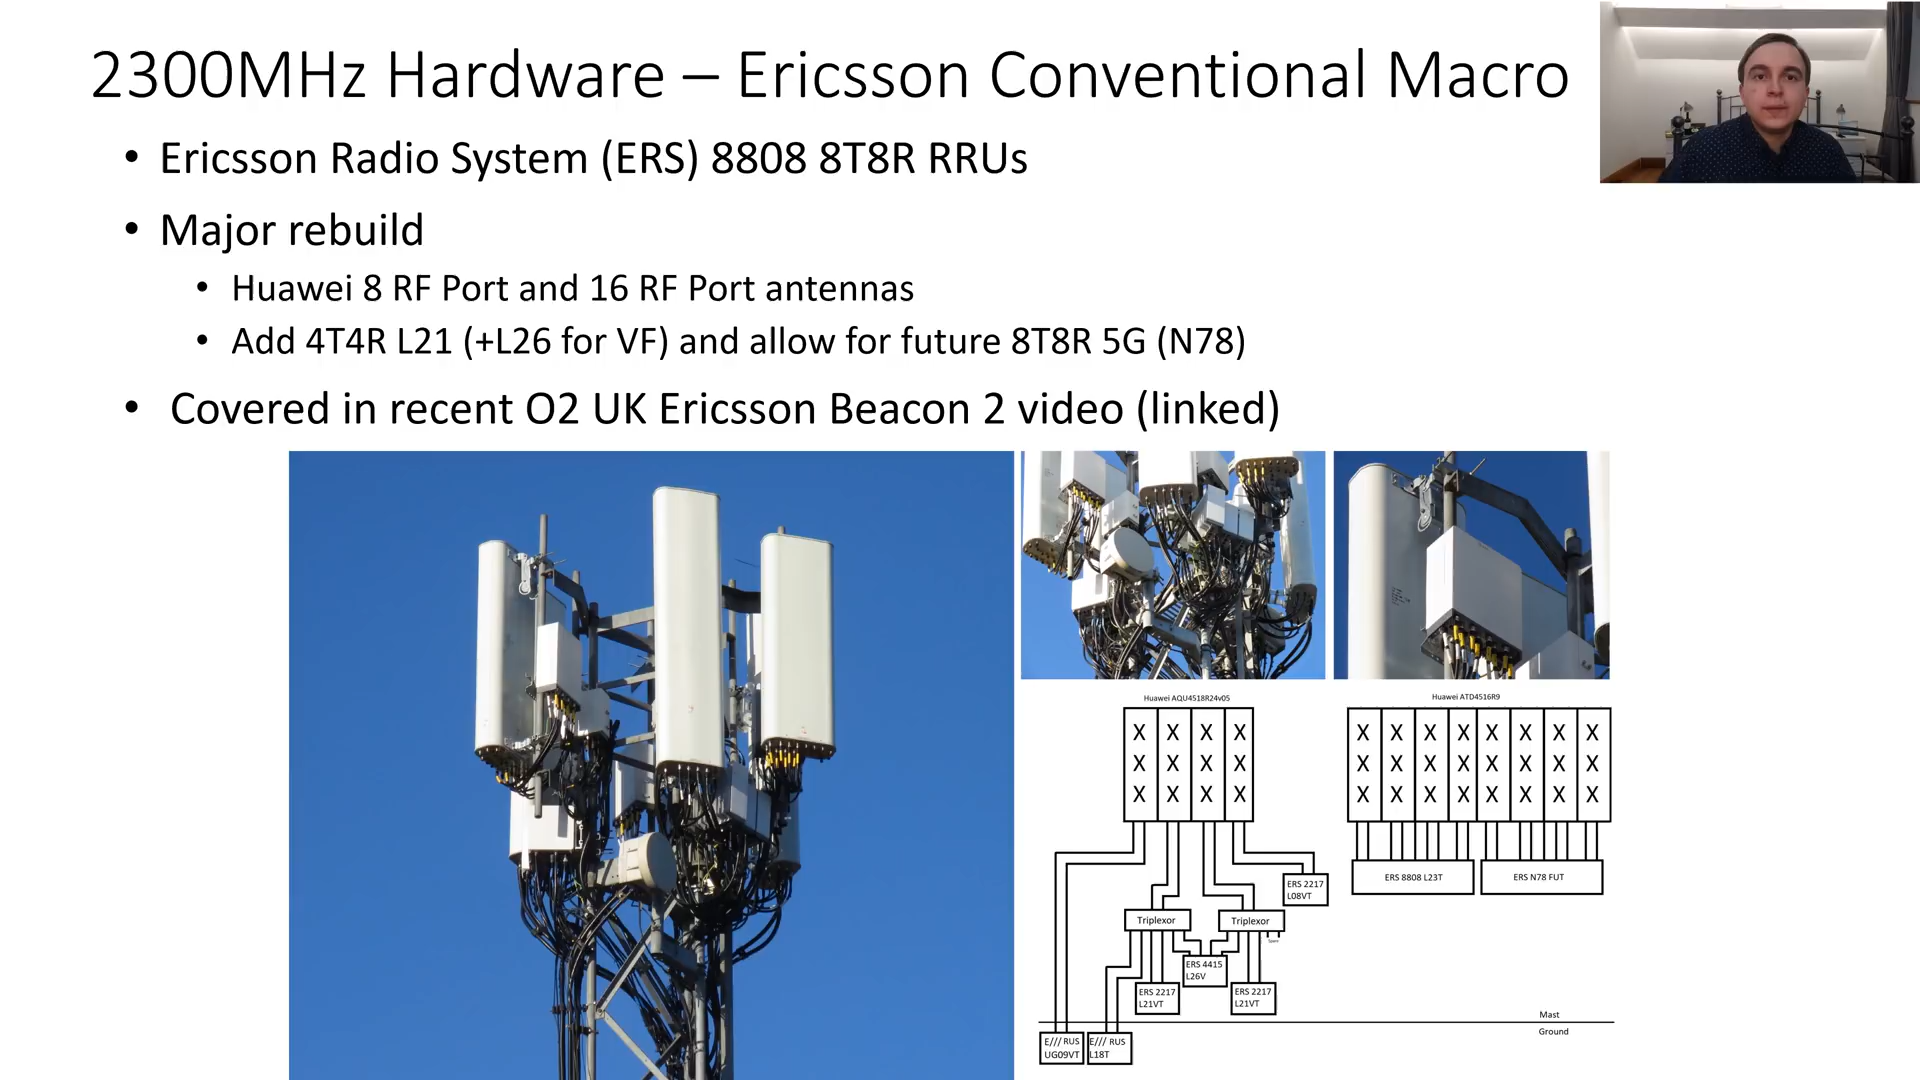 2300MHz Hardware – Ericsson Conventional Macro
• Ericsson Radio System (ERS) 8808 8T8R RRUs
• Major rebuild
• Huawei 8 RF Port and 16 RF Port antennas
• Add 4T4R L21 (+L26 for VF) and allow for future 8T8R 5G (N78)
• Covered in recent O2 UK Ericsson Beacon 2 video (linked)
Huawei AQU4518R24v05
X X X X
X X X X
X X X X
Huawei ATD4516R9
X X X X X X X X
X X X X X X X X
X X X X X X X X
ERS 8808 L23T
ERS N78 FUT
ERS 2217
L08VT
Triplexor
Triplexor
Spare
ERS 4415
L26V
ERS 2217
L21VT
ERS 2217
L21VT
Mast
Ground
E/// RUS
UG09VT
E/// RUS
L18T